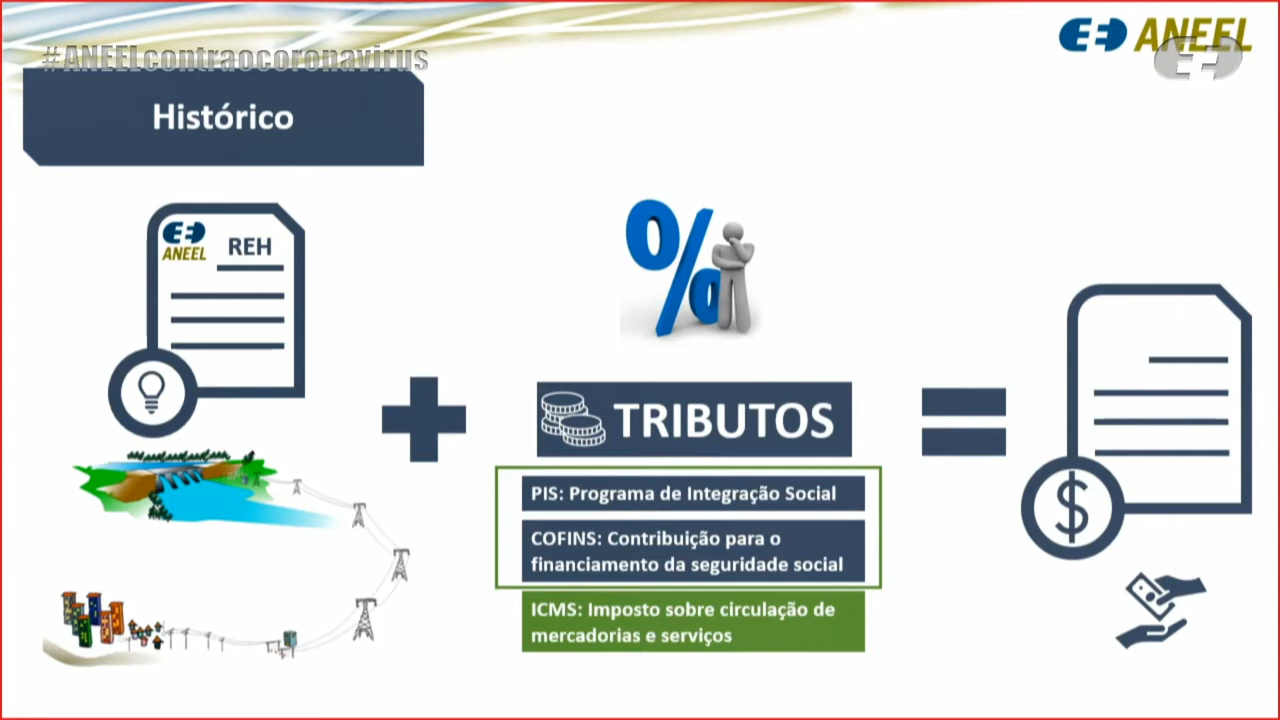 #ANEELcontraocoronavirus
ANEEL
Histórico
ANEEL
REH
%
TRIBUTOS
PIS: Programa de Integração Social
COFINS: Contribuição para o
financiamento da seguridade social
ICMS: Imposto sobre circulação de
mercadorias e serviços
$